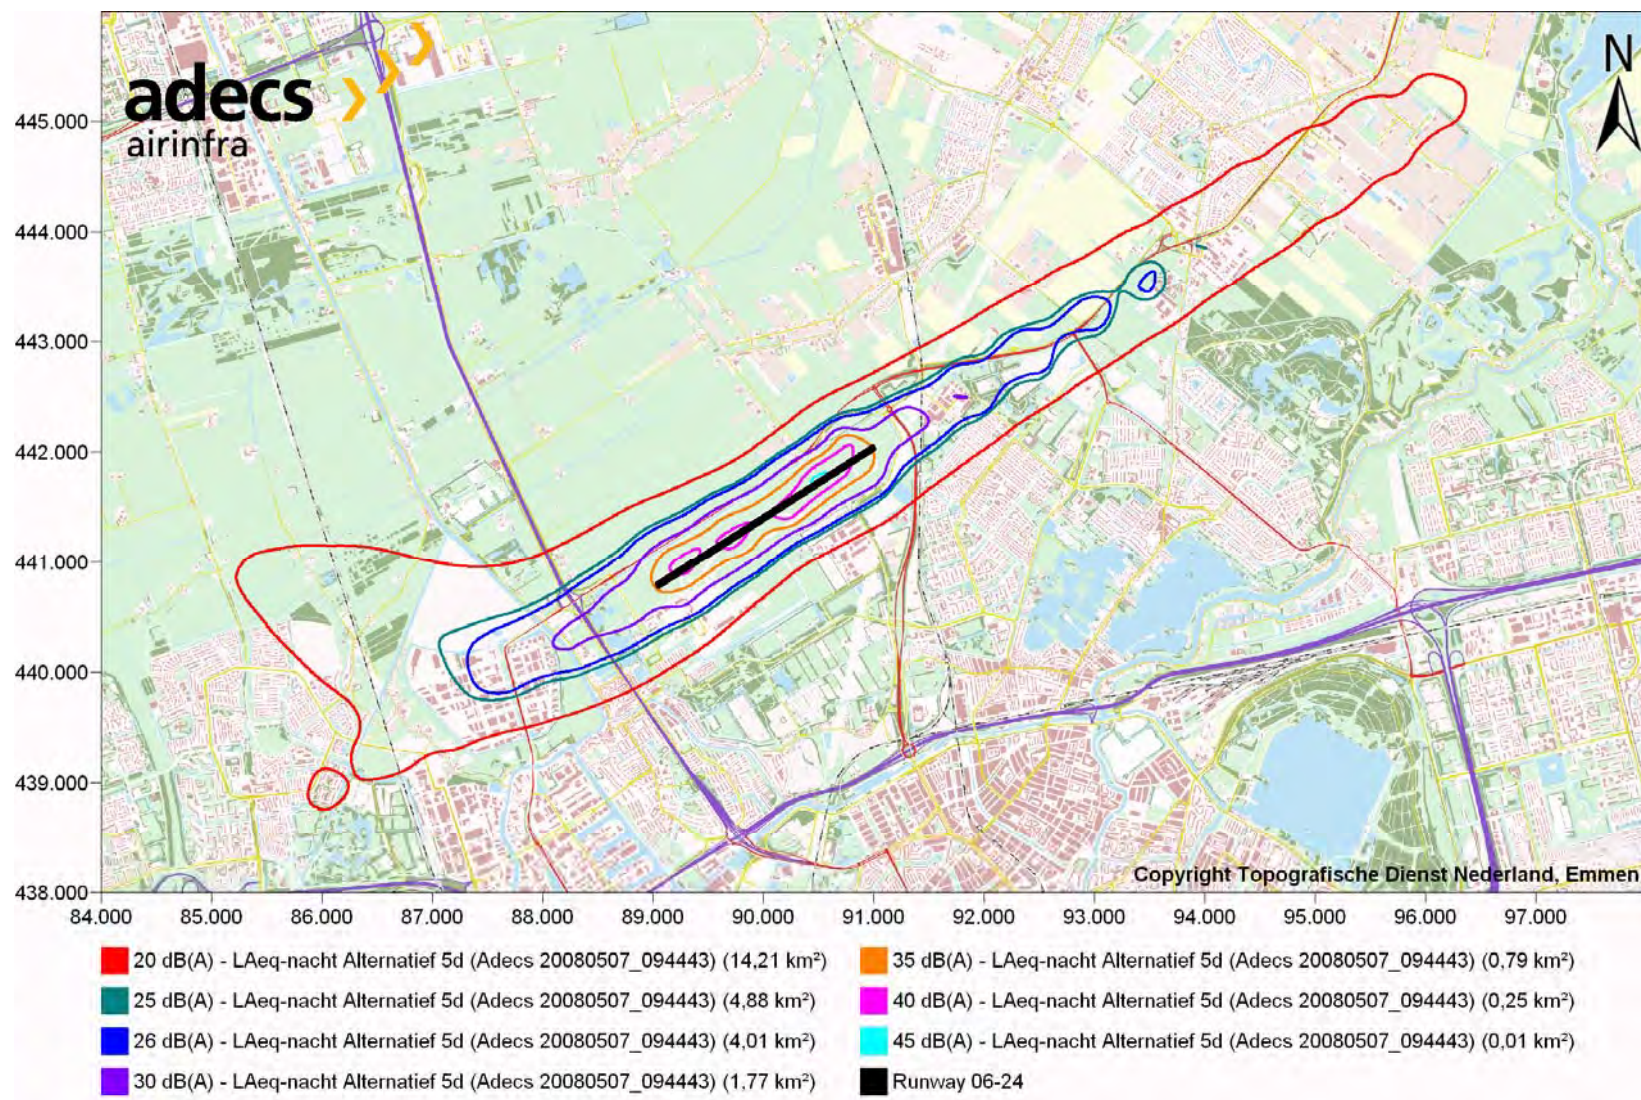 adecs
airinfra
N
445.000
444.000
443.000
442.000
441.000
440.000
439.000
438.000
Copyright Topografische Dienst Nederland, Emmen
84.000 85.000 86.000 87.000 88.000 89.000 90.000 91.000 92.000 93.000 94.000 95.000 96.000 97.000
20 dB(A) - LAeq-nacht Alternatief 5d (Adecs 20080507_094443) (14,21 km²)
25 dB(A) - LAeq-nacht Alternatief 5d (Adecs 20080507_094443) (4,88 km²)
26 dB(A) - LAeq-nacht Alternatief 5d (Adecs 20080507_094443) (4,01 km²)
30 dB(A) - LAeq-nacht Alternatief 5d (Adecs 20080507_094443) (1,77 km²)
35 dB(A) - LAeq-nacht Alternatief 5d (Adecs 20080507_094443) (0,79 km²)
40 dB(A) - LAeq-nacht Alternatief 5d (Adecs 20080507_094443) (0,25 km²)
45 dB(A) - LAeq-nacht Alternatief 5d (Adecs 20080507_094443) (0,01 km²)
Runway 06-24